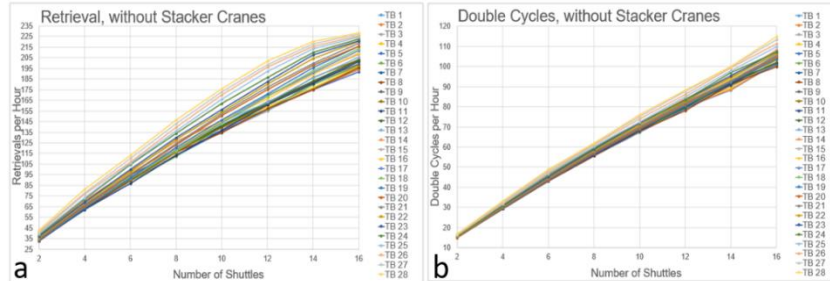 Retrieval, without Stacker Cranes
Retrievals per Hour
235
225
215
205
195
185
175
165
155
145
135
125
115
105
95
85
75
65
55
45
35
25
2 4 6 8 10 12 14 16
Number of Shuttles
a
TB 1
TB 2
TB 3
TB 4
TB 5
TB 6
TB 7
TB 8
TB 9
TB 10
TB 11
TB 12
TB 13
TB 14
TB 15
TB 16
TB 17
TB 18
TB 19
TB 20
TB 21
TB 22
TB 23
TB 24
TB 25
TB 26
TB 27
TB 28
Double Cycles, without Stacker Cranes
Double Cycles per Hour
120
110
100
90
80
70
60
50
40
30
20
10
2 4 6 8 10 12 14 16
Number of Shuttles
b
TB 1
TB 2
TB 3
TB 4
TB 5
TB 6
TB 7
TB 8
TB 9
TB 10
TB 11
TB 12
TB 13
TB 14
TB 15
TB 16
TB 17
TB 18
TB 19
TB 20
TB 21
TB 22
TB 23
TB 24
TB 25
TB 26
TB 27
TB 28